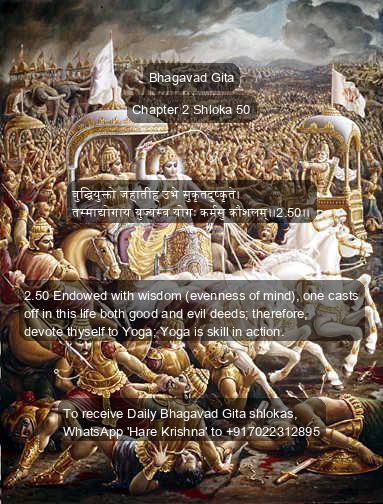 Bhagavad Gita
Chapter 2 Shloka 50
बुद्धियुक्तो जहातीह उभे सुकृतदुष्कृते।
तस्माद्योगाय युज्यस्व योगः कर्मसु कौशलम्।।2.50।।
2.50 Endowed with wisdom (evenness of mind), one casts
off in this life both good and evil deeds; therefore,
devote thyself to Yoga; Yoga is skill in action.
To receive Daily Bhagavad Gita shlokas,
WhatsApp 'Hare Krishna' to +917022312895